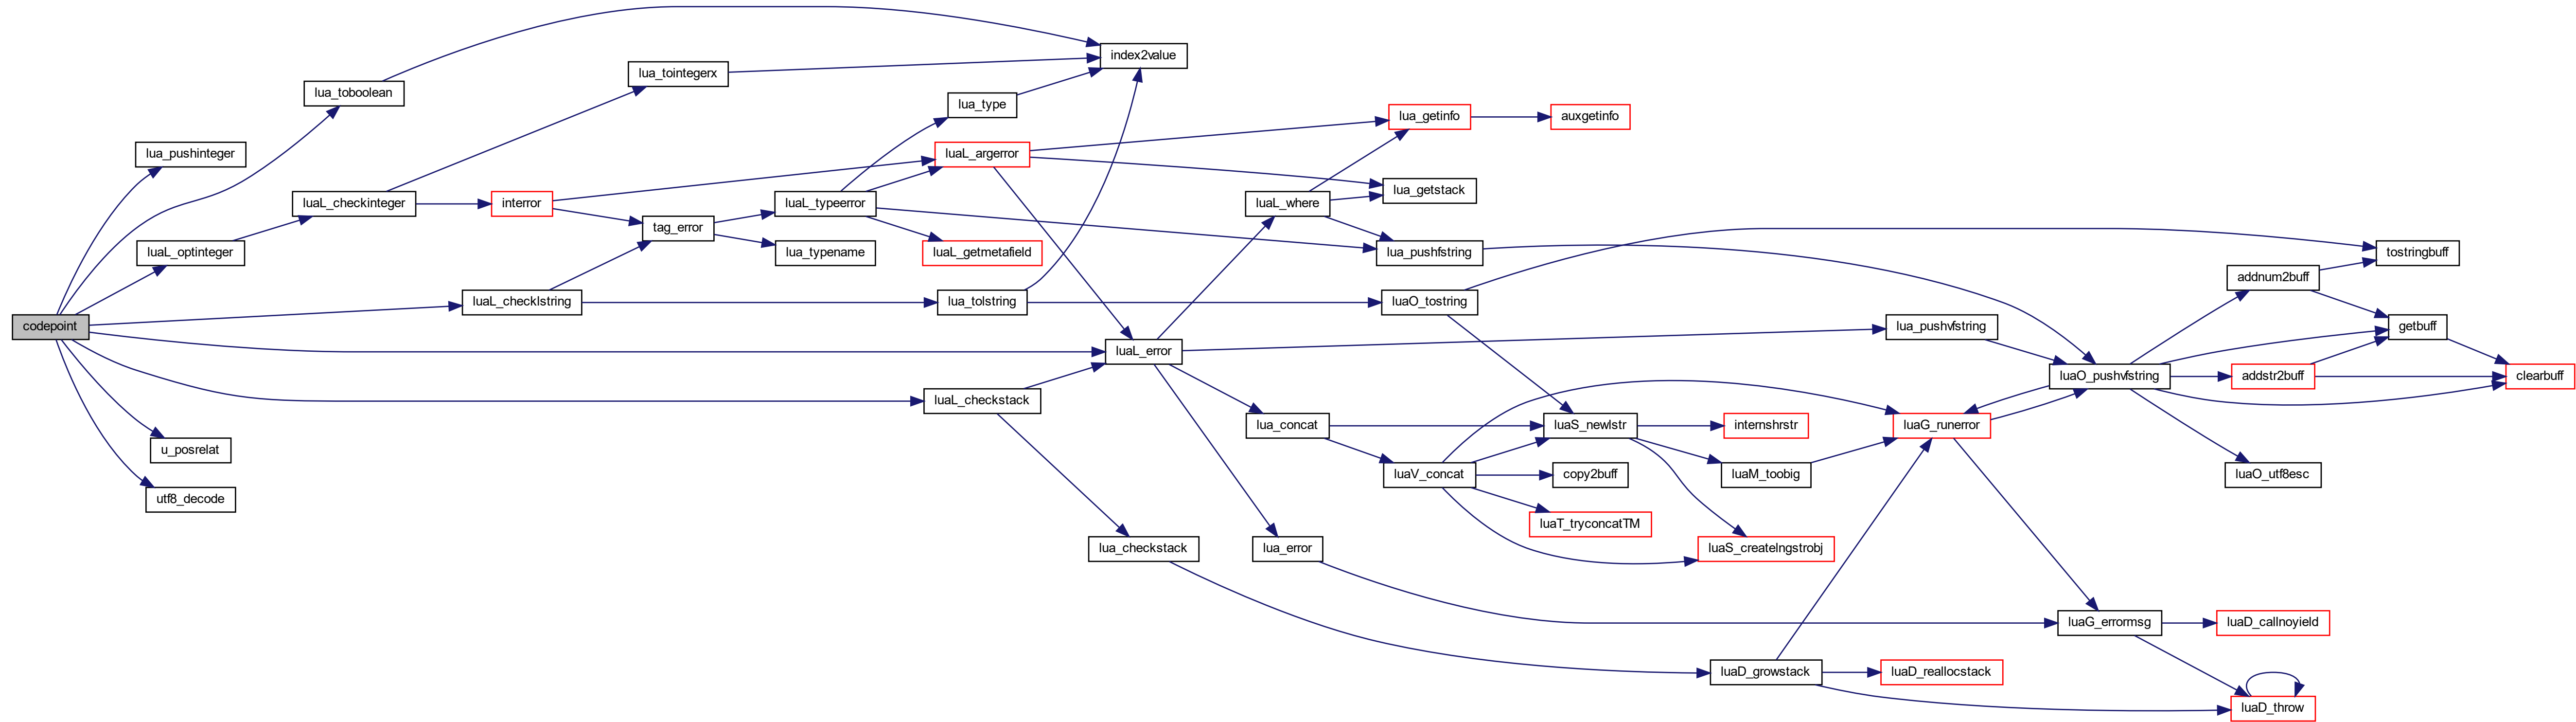 codepoint
lua_pushinteger
lua_toboolean
luaL_optinteger
luaL_checkinteger
lua_tointegerx
interror
luaL_checklstring
tag_error
luaL_typeerror
lua_typename
lua_type
luaL_argerror
luaL_getmetafield
lua_tolstring
index2value
luaL_error
luaL_checkstack
lua_checkstack
u_posrelat
utf8_decode
luaL_where
lua_concat
lua_error
lua_getinfo
auxgetinfo
lua_getstack
lua_pushfstring
luaO_tostring
luaV_concat
luaS_newlstr
copy2buff
luaT_tryconcatTM
internshrstr
luaM_toobig
luaS_createlngstrobj
luaD_growstack
lua_pushvfstring
luaG_runerror
luaD_reallocstack
luaO_pushvfstring
luaG_errormsg
addnum2buff
addstr2buff
luaO_utf8esc
luaD_callnoyield
luaD_throw
tostringbuff
getbuff
clearbuff